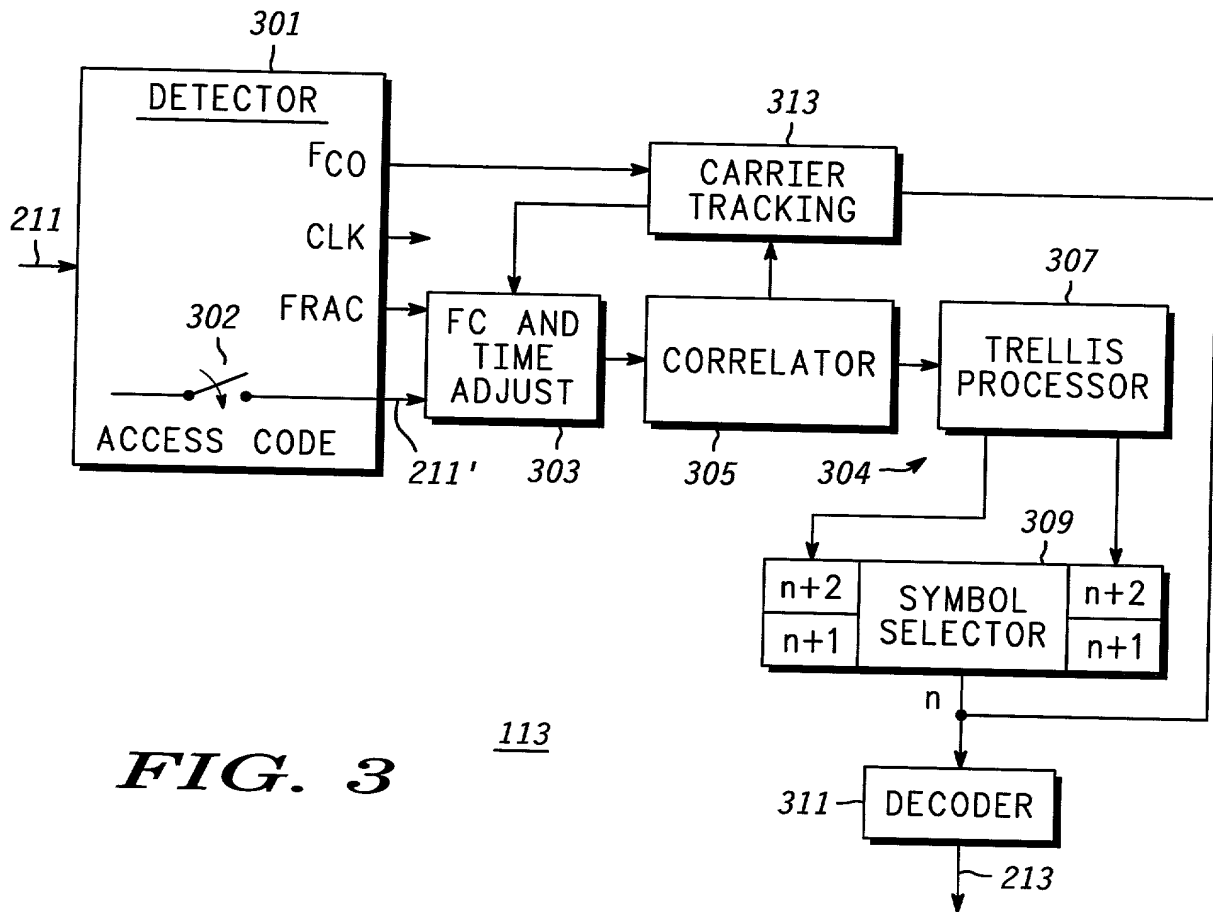 301
DETECTOR
FCO
CLK
FRAC
211
302
ACCESS CODE
211'
313
CARRIER
TRACKING
FC AND
TIME
ADJUST
303
CORRELATOR
305
307
TRELLIS
PROCESSOR
304
309
n+2
n+1
SYMBOL
SELECTOR
n+2
n+1
n
311
DECODER
213
113
FIG. 3